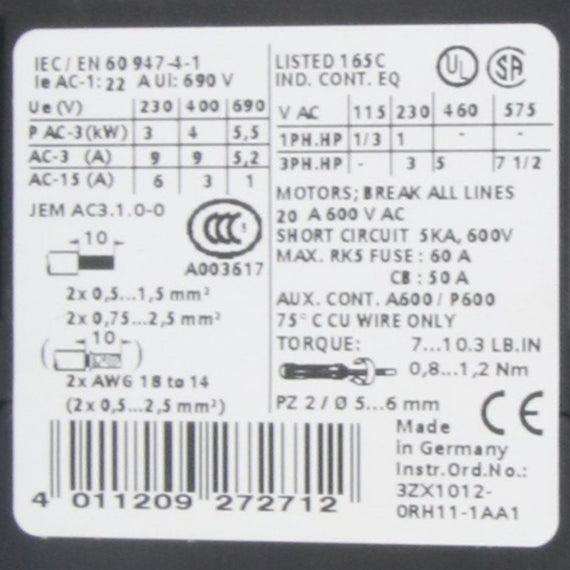 IEC/ EN 60 947-4-1
Ie AC-1: 22 A Ui: 690 V
Ue (V) 230 400 690
P AC-3 (kW) 3 4 5,5
AC-3 (A) 9 9 5,2
AC-15 (A) 6 3 1
JEM AC3.1.0-0
CCC
A003617
10
2x 0,5...1,5 mm²
2x 0,75...2,5 mm²
10
2x AWG 18 to 14
(2x 0,5...2,5 mm²)
4 011209 272712
LISTED 165C
IND. CONT. EQ
UL SA
V AC 115 230 460 575
1PH.HP 1/3 1 - -
3PH.HP - 3 5 7 1/2
MOTORS; BREAK ALL LINES
20 A 600 V AC
SHORT CIRCUIT 5KA, 600V
MAX. RK5 FUSE : 60 A
CB : 50 A
AUX. CONT. A600 / P600
75°C CU WIRE ONLY
TORQUE: 7...10.3 LB.IN
0,8...1,2 Nm
PZ 2 / Ø 5...6 mm
CE
Made
in Germany
Instr.Ord.No.:
3ZX1012-
0RH11-1AA1